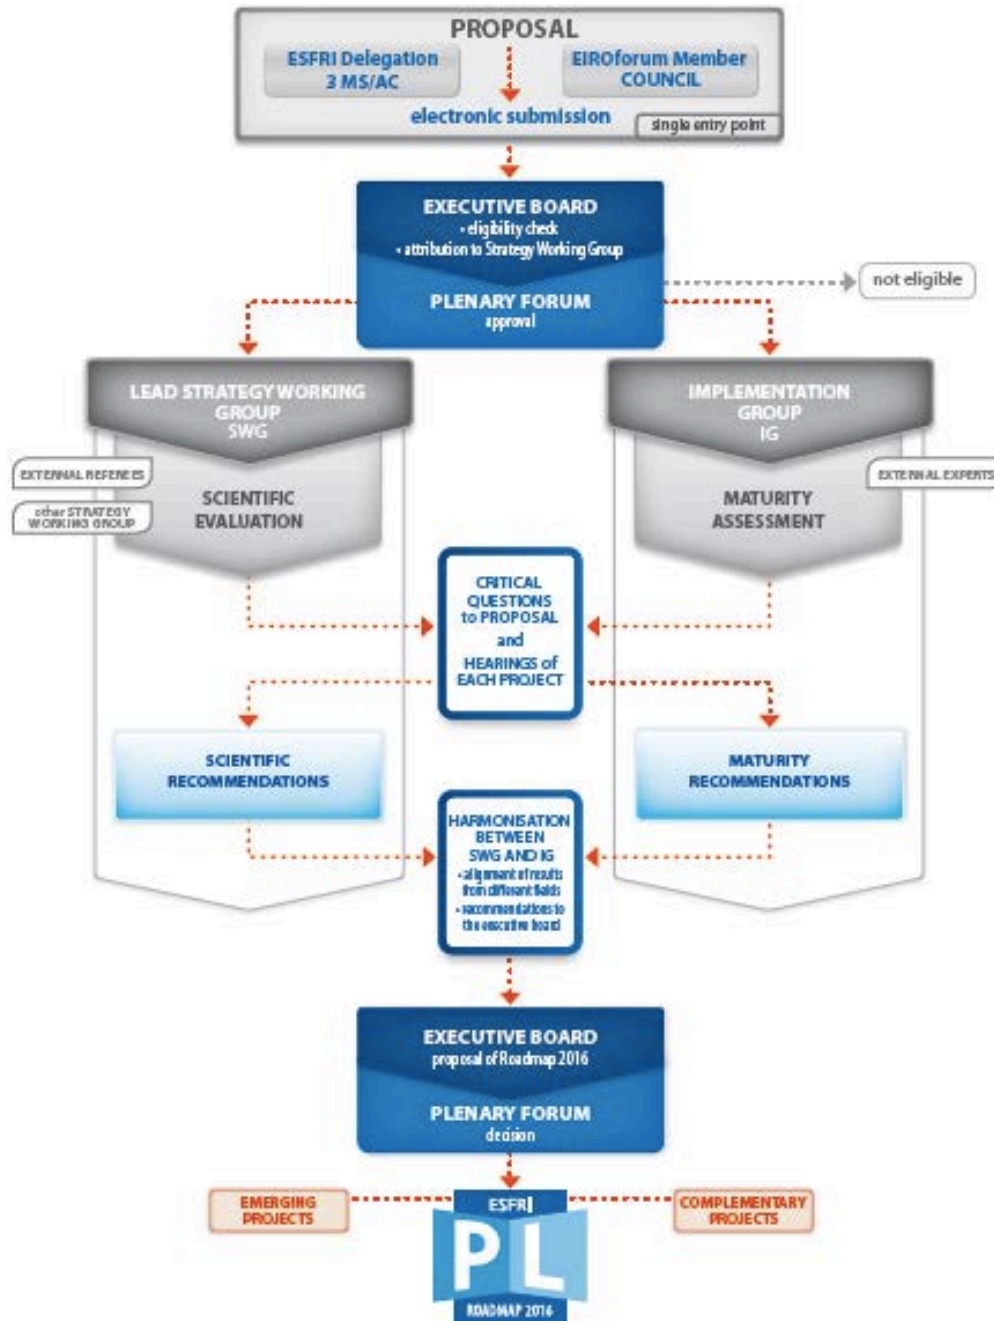 PROPOSAL
ESFRI Delegation
3 MS/AC
EIROforum Member
COUNCIL
electronic submission
single entry point
EXECUTIVE BOARD
• eligibility check
• attribution to Strategy Working Group
PLENARY FORUM
approval
not eligible
LEAD STRATEGY WORKING
GROUP
SWG
IMPLEMENTATION
GROUP
IG
EXTERNAL REFEREES
other STRATEGY
WORKING GROUP
SCIENTIFIC
EVALUATION
EXTERNAL EXPERTS
MATURITY
ASSESSMENT
CRITICAL
QUESTIONS
to PROPOSAL
and
HEARINGS of
EACH PROJECT
SCIENTIFIC
RECOMMENDATIONS
MATURITY
RECOMMENDATIONS
HARMONISATION
BETWEEN
SWG AND IG
• alignment of results
from different fields
• recommendations to
the executive board
EXECUTIVE BOARD
proposal of Roadmap 2016
PLENARY FORUM
decision
EMERGING
PROJECTS
COMPLEMENTARY
PROJECTS
ESFRI
P L
ROADMAP 2016